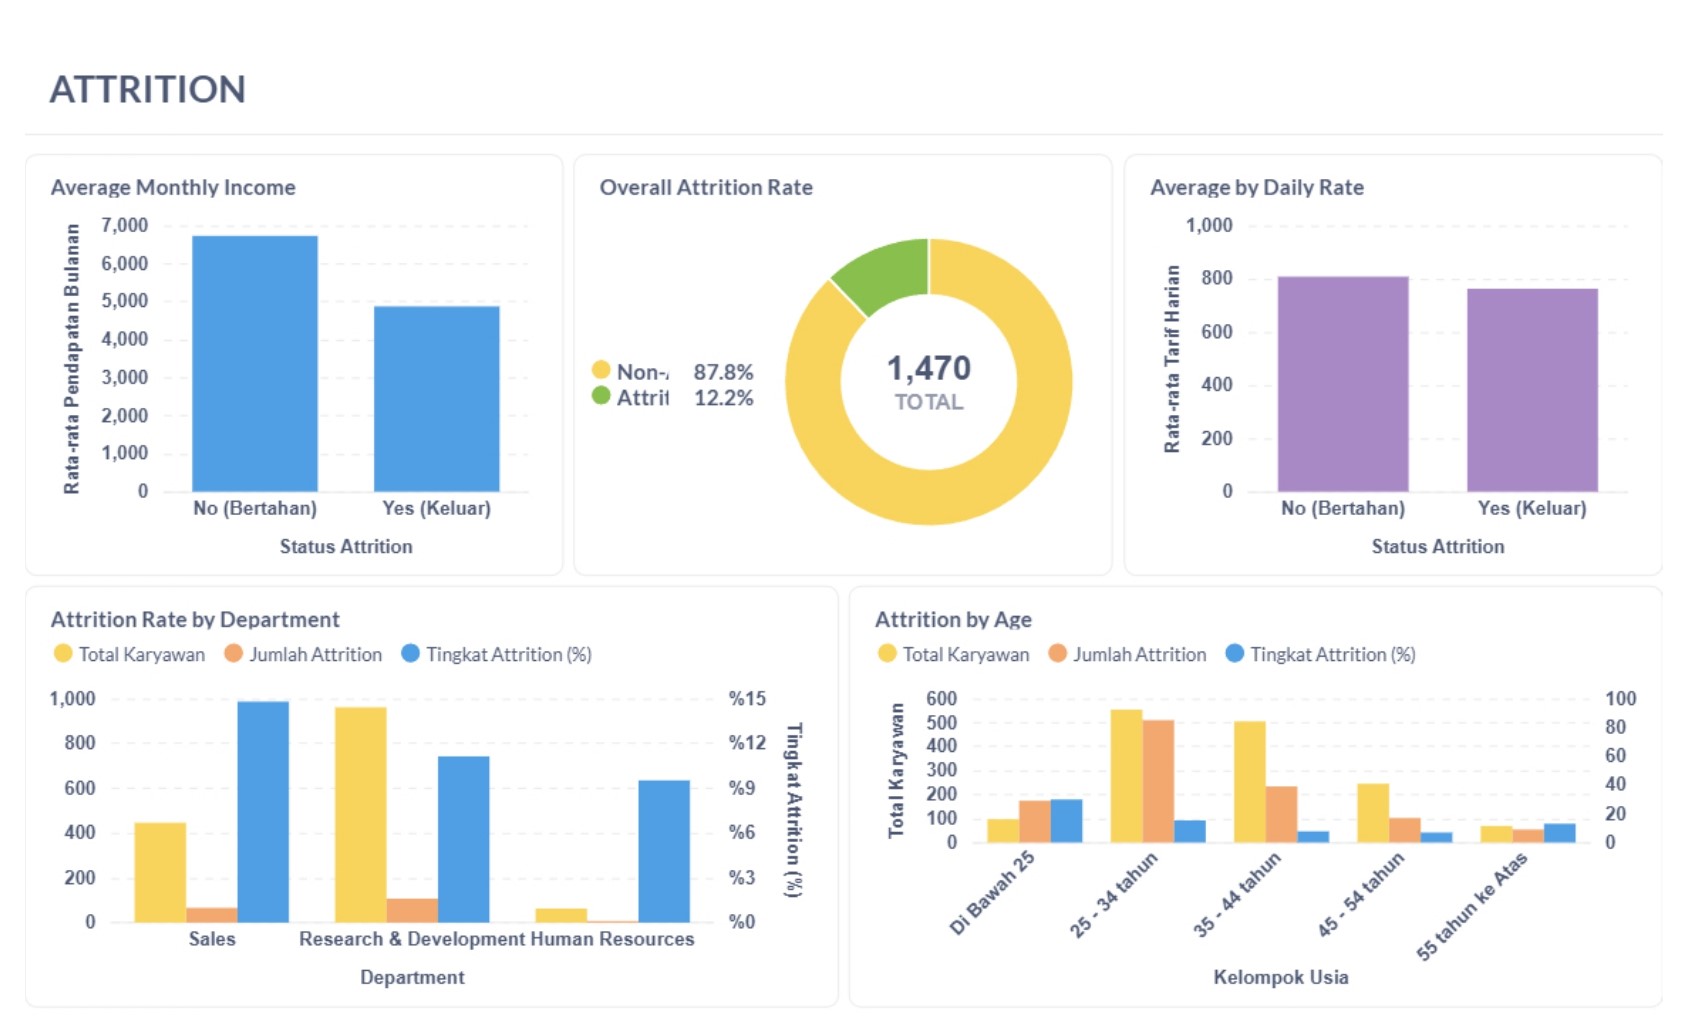 ATTRITION
Average Monthly Income
Rata-rata Pendapatan Bulanan
7,000
6,000
5,000
4,000
3,000
2,000
1,000
0
No (Bertahan)
Yes (Keluar)
Status Attrition
Overall Attrition Rate
Non- 87.8%
Attrit 12.2%
1,470
TOTAL
Average by Daily Rate
Rata-rata Tarif Harian
1,000
800
600
400
200
0
No (Bertahan)
Yes (Keluar)
Status Attrition
Attrition Rate by Department
Total Karyawan
Jumlah Attrition
Tingkat Attrition (%)
1,000
800
600
400
200
0
%15
%12
%9
%6
%3
%0
Tingkat Attrition (%)
Sales
Research & Development
Human Resources
Department
Attrition by Age
Total Karyawan
Jumlah Attrition
Tingkat Attrition (%)
Total Karyawan
600
500
400
300
200
100
0
100
80
60
40
20
0
Di Bawah 25
25 - 34 tahun
35 - 44 tahun
45 - 54 tahun
55 tahun ke Atas
Kelompok Usia